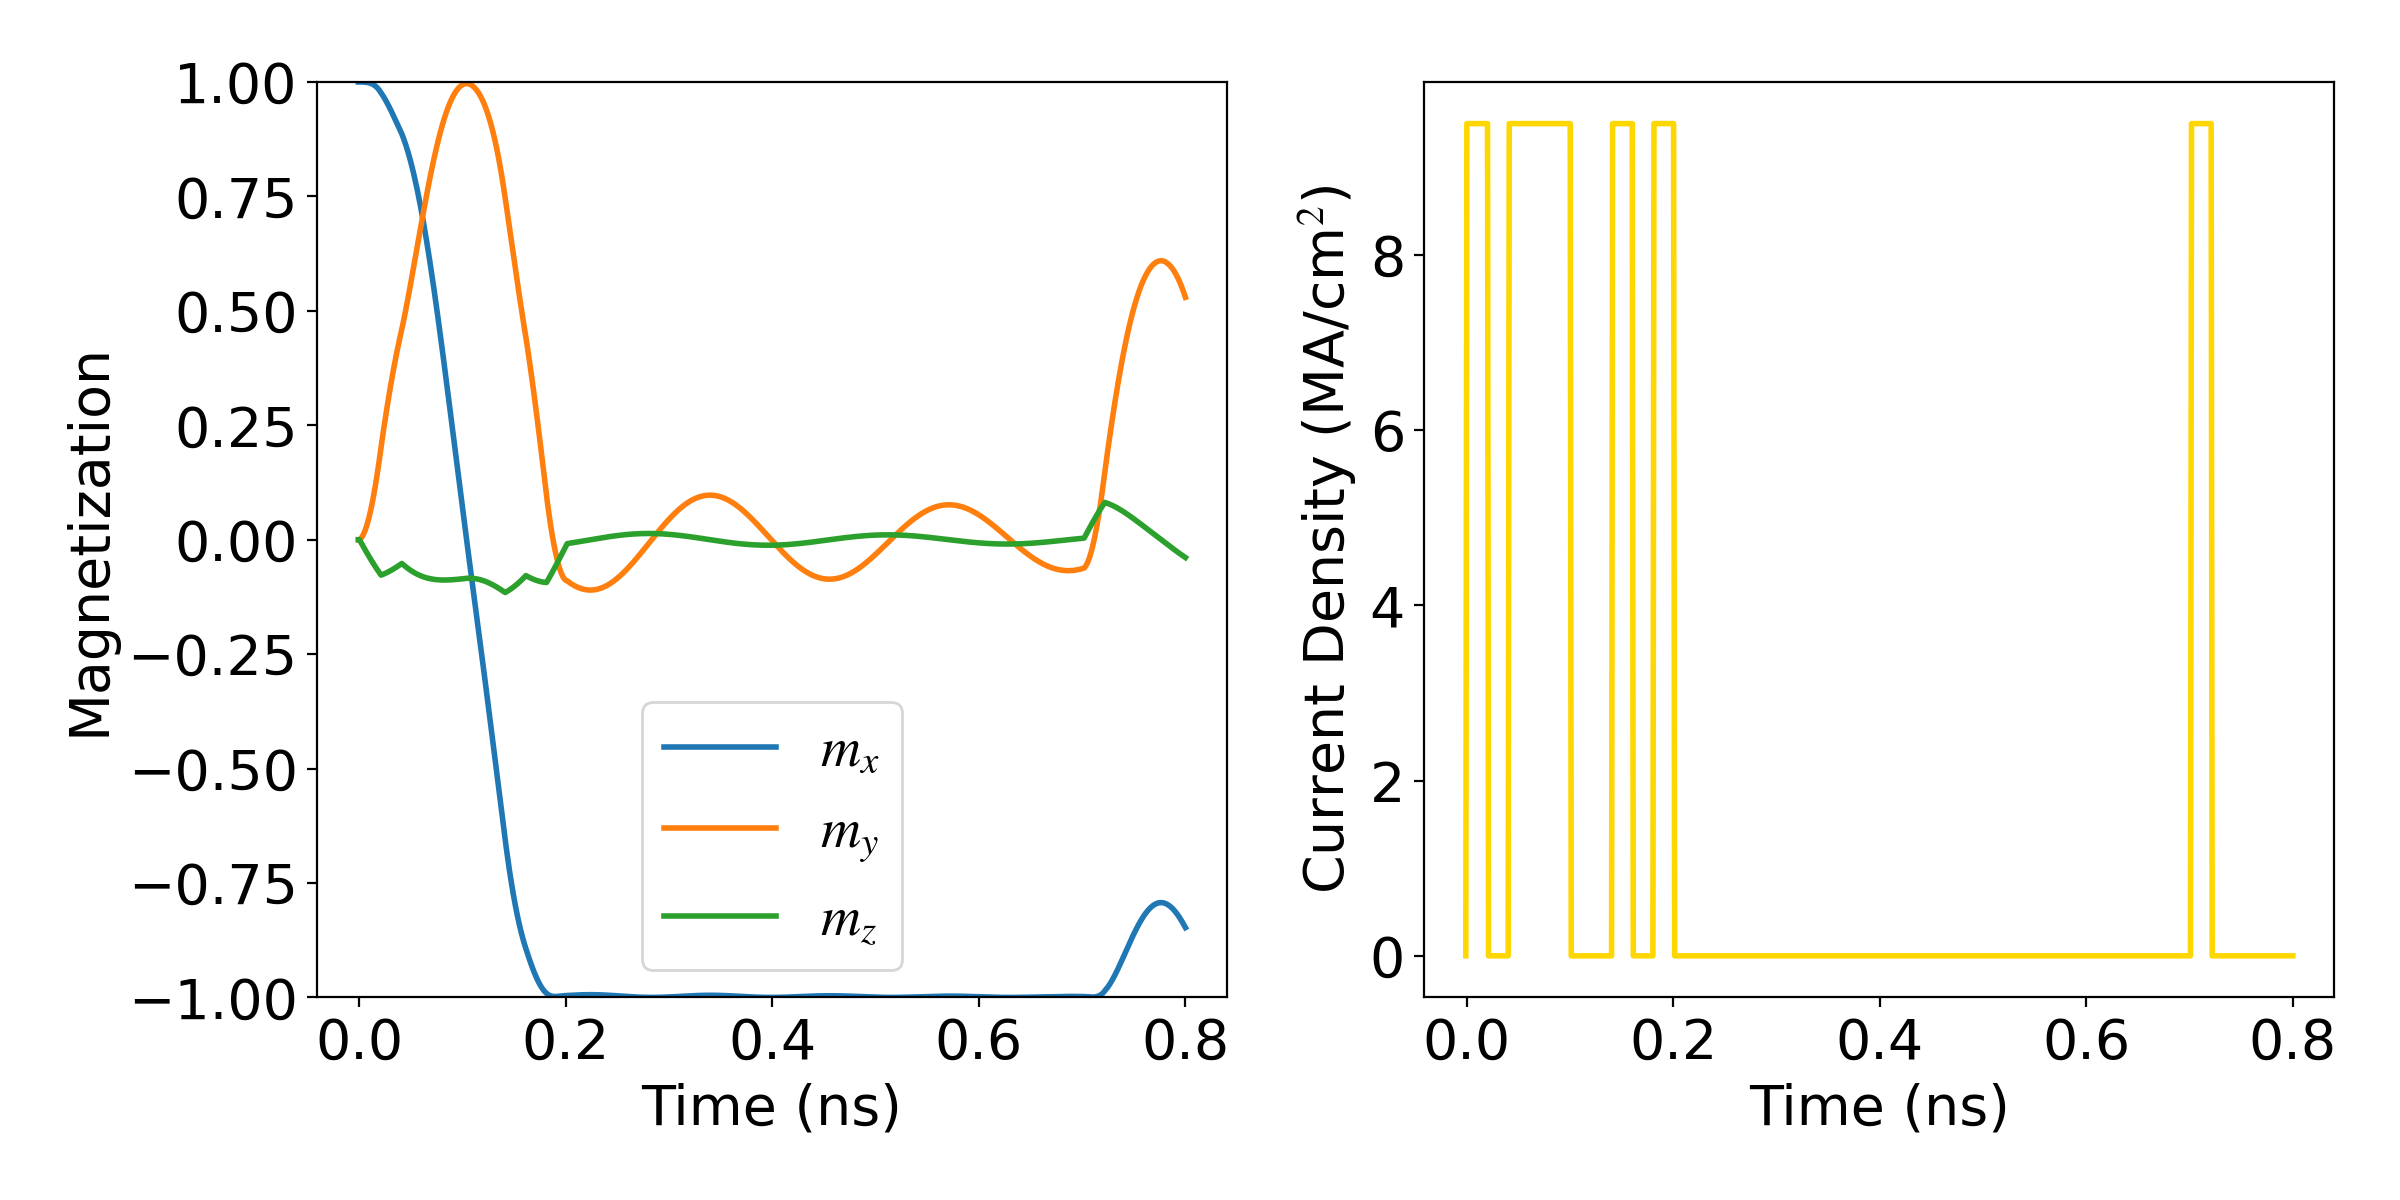 1.00
0.75
0.50
0.25
0.00
−0.25
−0.50
−0.75
−1.00
Magnetization
0.0 0.2 0.4 0.6 0.8
Time (ns)
m_x
m_y
m_z
8
6
4
2
0
Current Density (MA/cm²)
0.0 0.2 0.4 0.6 0.8
Time (ns)